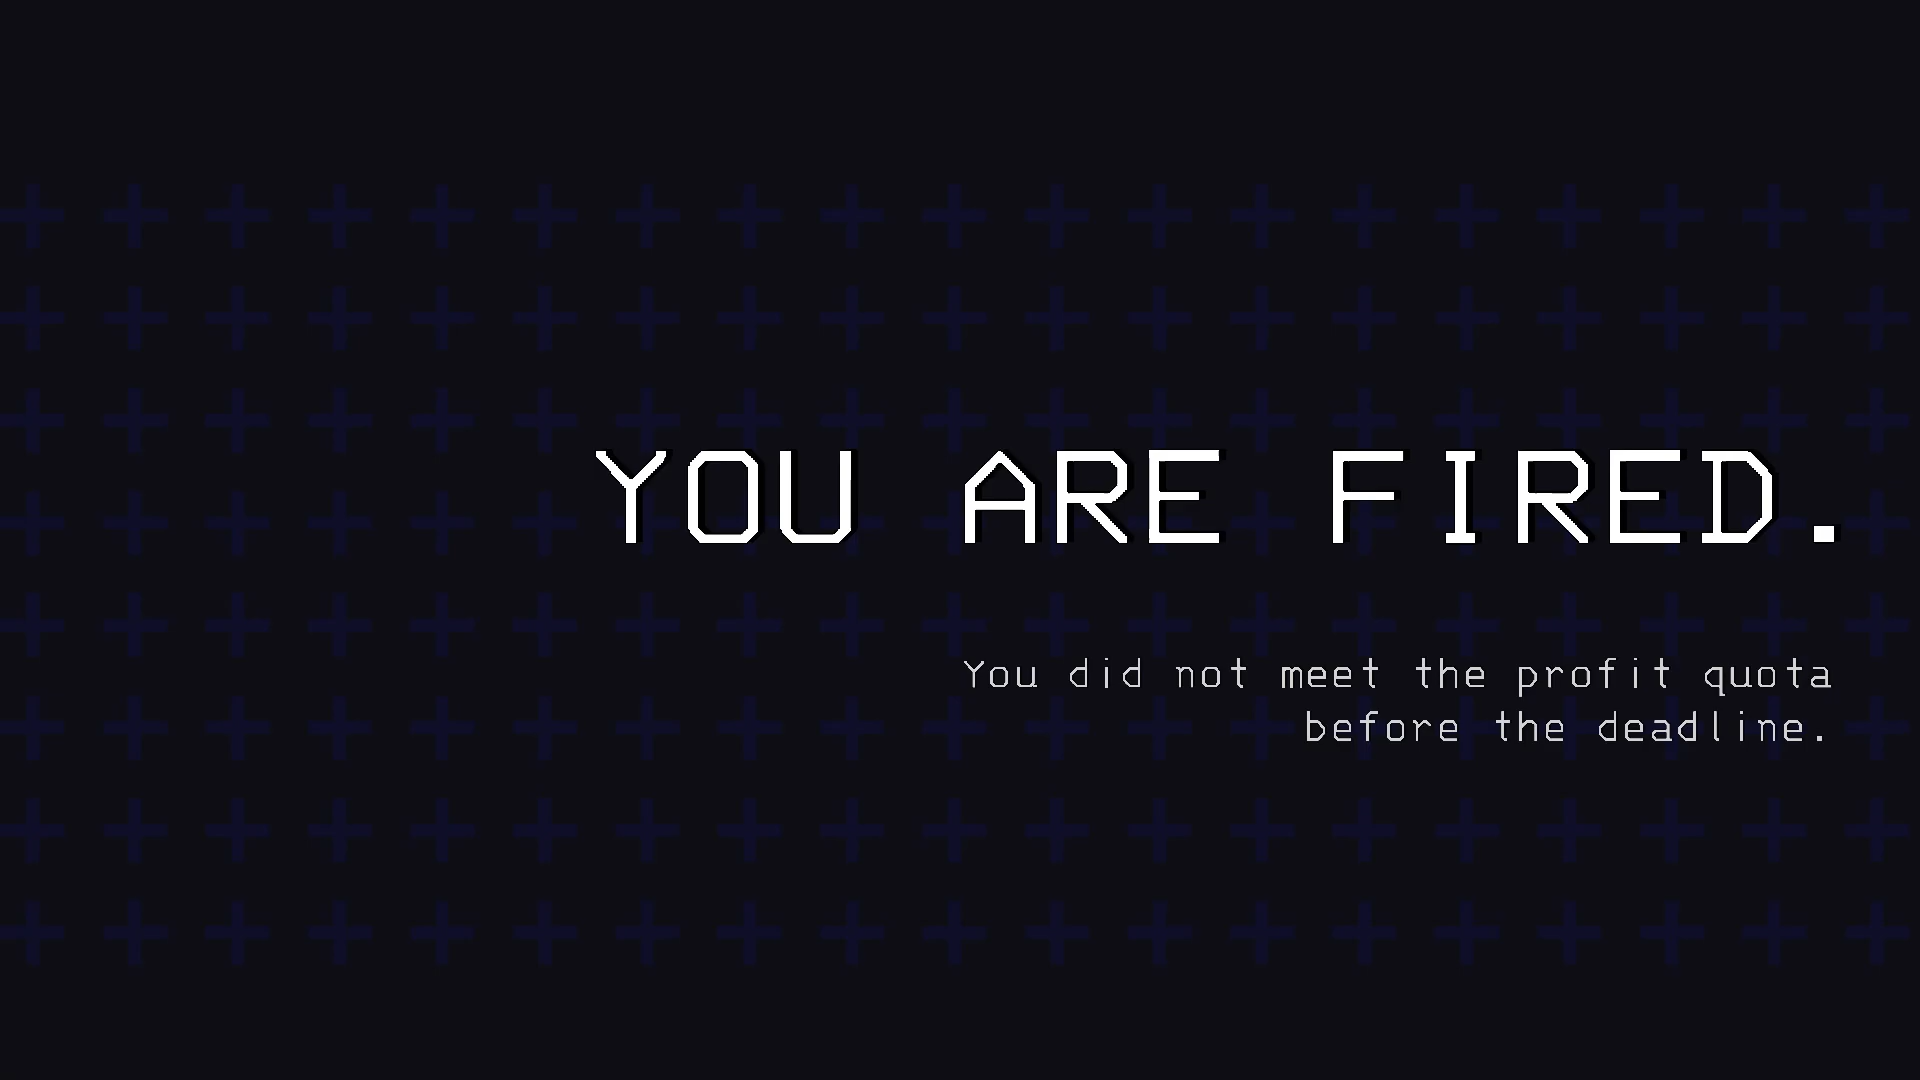 YOU ARE FIRED.
You did not meet the profit quota
before the deadline.